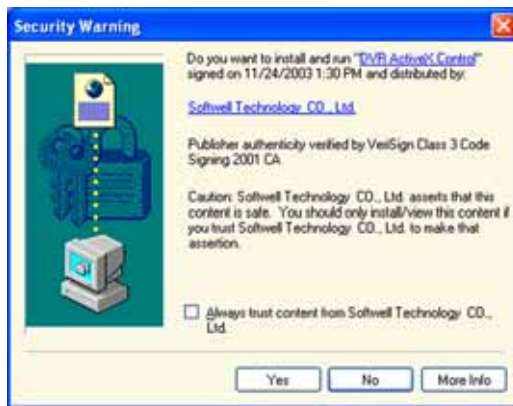 Security Warning
Do you want to install and run "DVR ActiveX Control"
signed on 11/24/2003 1:30 PM and distributed by:
Softwell Technology CO., Ltd.
Publisher authenticity verified by VeriSign Class 3 Code
Signing 2001 CA
Caution: Softwell Technology CO., Ltd. asserts that this
content is safe. You should only install/view this content if
you trust Softwell Technology CO., Ltd. to make that
assertion.
Always trust content from Softwell Technology CO.,
Ltd.
Yes No More Info